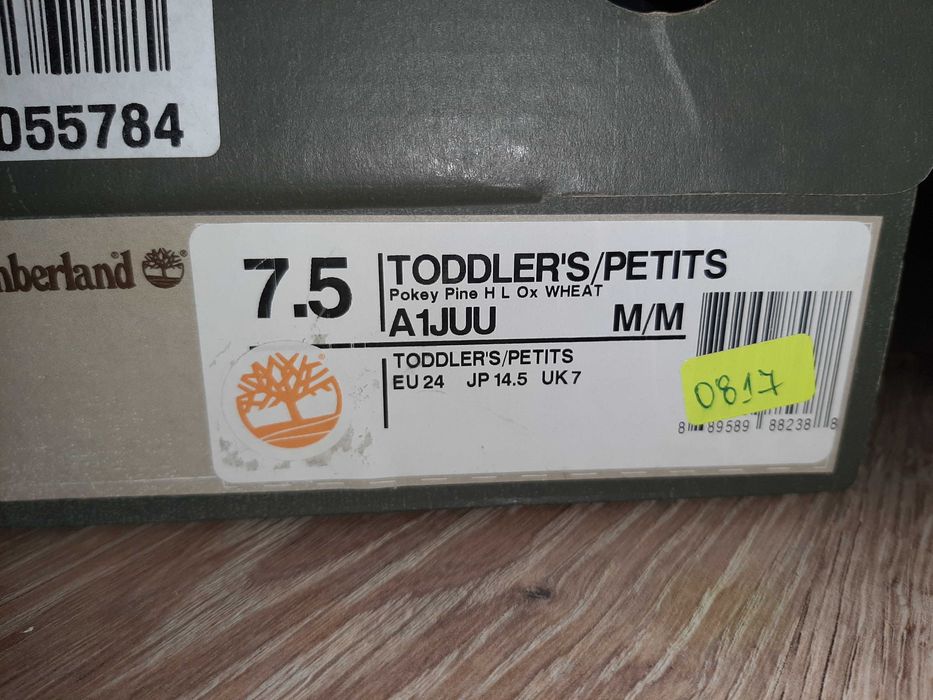 055784
mberland®
7.5
TODDLER'S/PETITS
Pokey Pine H L Ox WHEAT
A1JUU M/M
TODDLER'S/PETITS
EU 24 JP 14.5 UK 7
®
0817
8 89589 88238 8